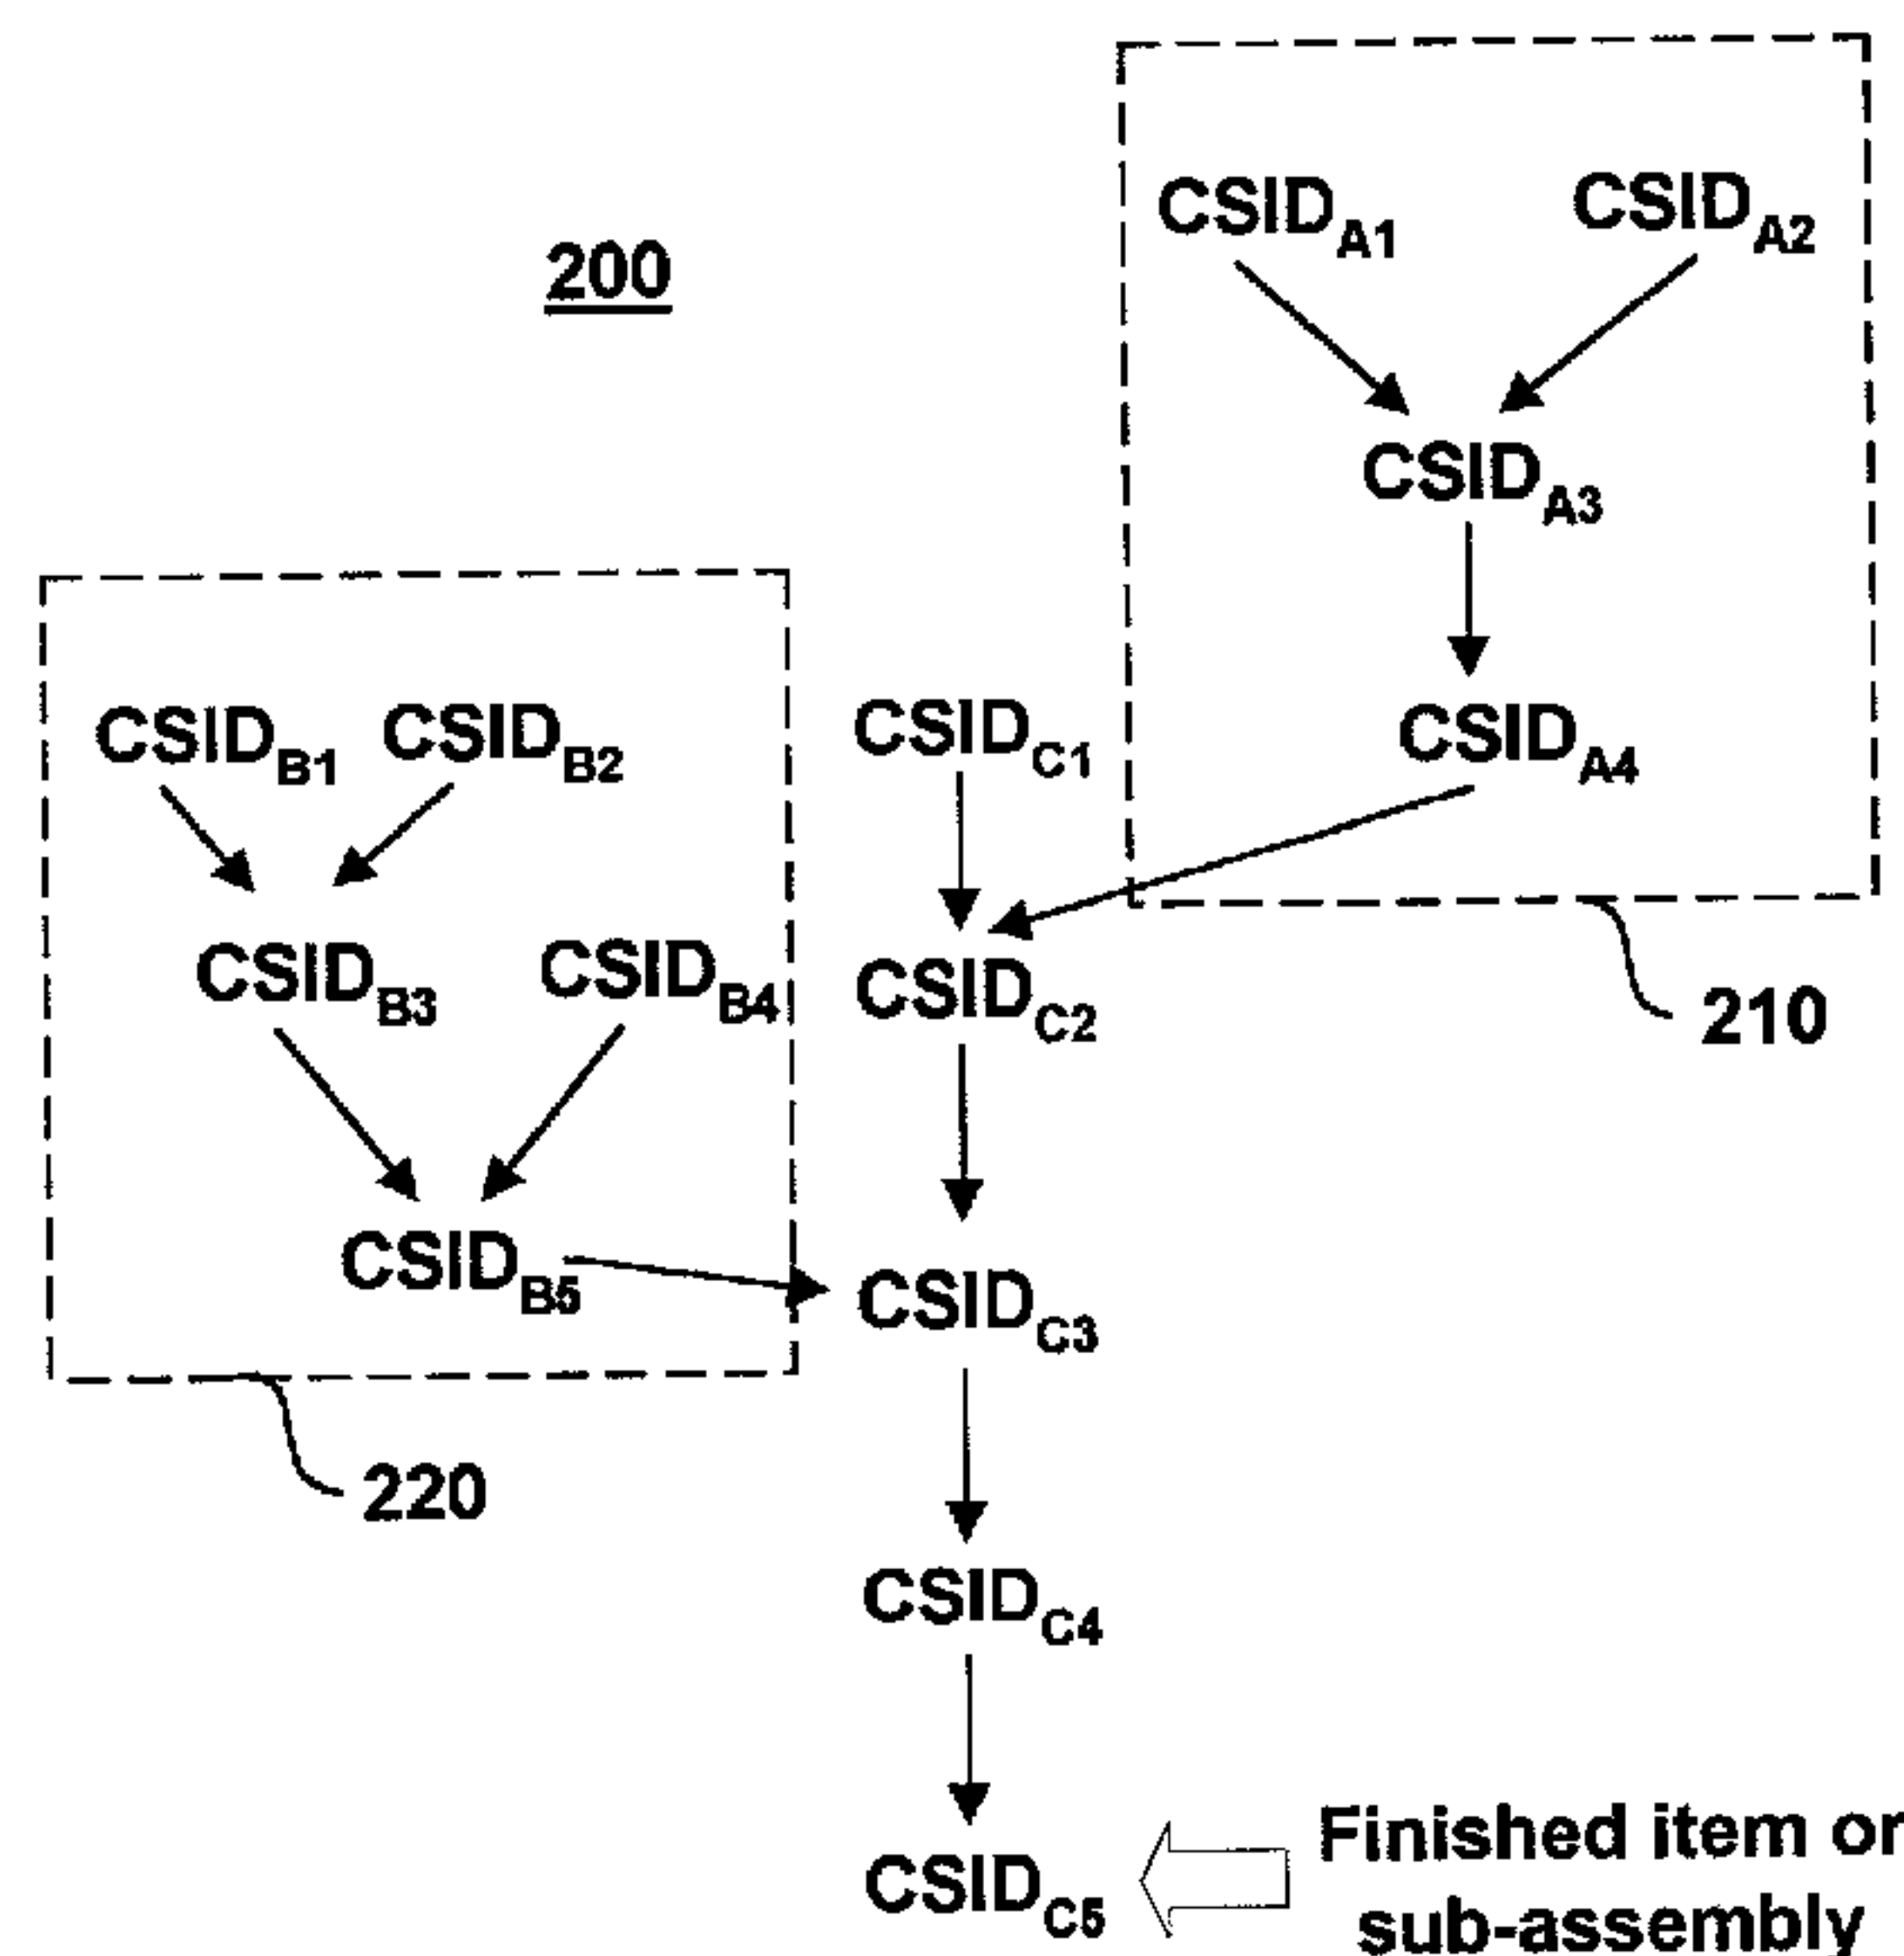 200
CSIDA1
CSIDA2
CSIDA3
CSIDA4
210
CSIDB1
CSIDB2
CSIDB3
CSIDB4
CSIDB5
220
CSIDC1
CSIDC2
CSIDC3
CSIDC4
CSIDC5
Finished item or
sub-assembly